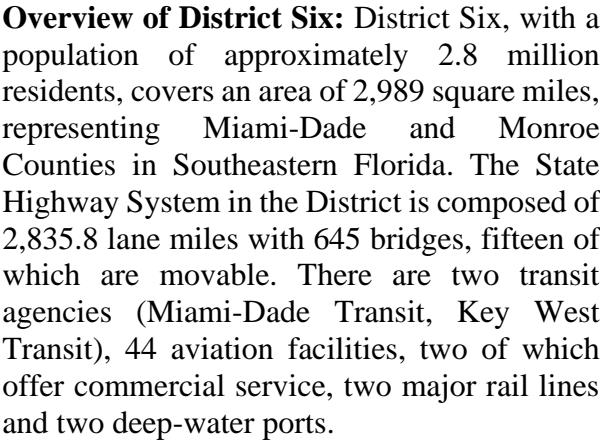 Overview of District Six: District Six, with a
population of approximately 2.8 million
residents, covers an area of 2,989 square miles,
representing Miami-Dade and Monroe
Counties in Southeastern Florida. The State
Highway System in the District is composed of
2,835.8 lane miles with 645 bridges, fifteen of
which are movable. There are two transit
agencies (Miami-Dade Transit, Key West
Transit), 44 aviation facilities, two of which
offer commercial service, two major rail lines
and two deep-water ports.